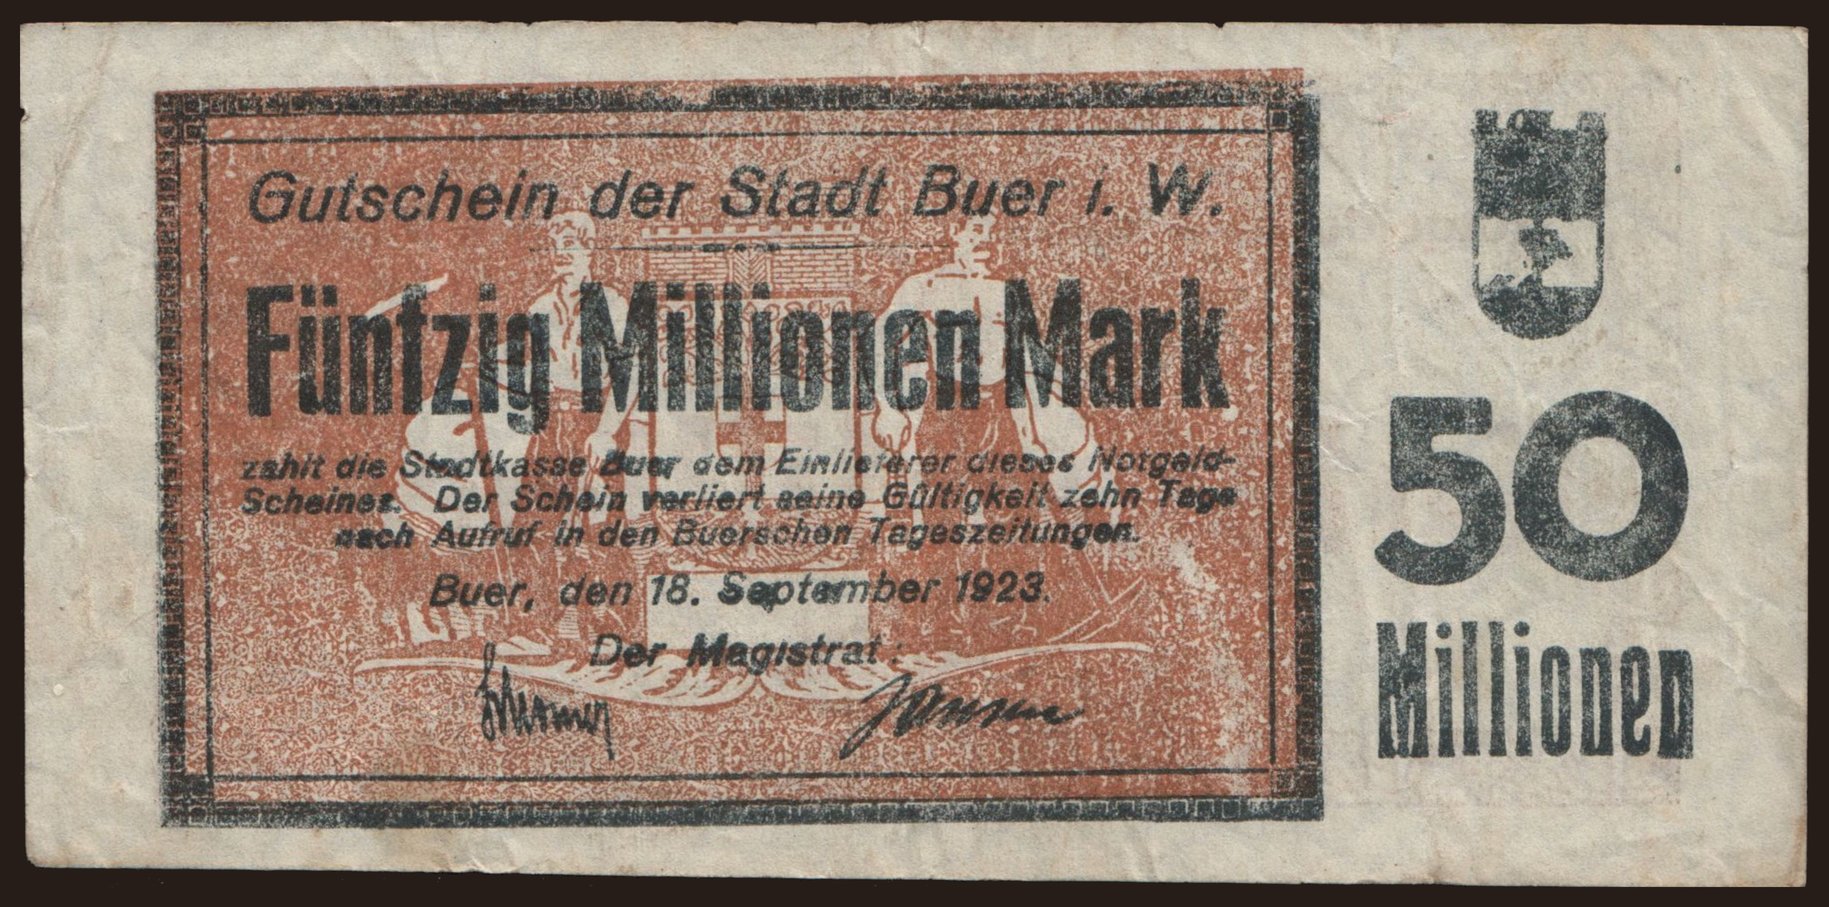 Gutschein der Stadt Buer i. W.
Fünfzig Millionen Mark
zahlt die Stadtkasse Buer dem Einlieferer dieses Notgeld-
Scheines. Der Schein verliert seine Gültigkeit zehn Tage
nach Aufruf in den Buerschen Tageszeitungen.
Buer, den 18. September 1923.
Der Magistrat:
50
Millionen